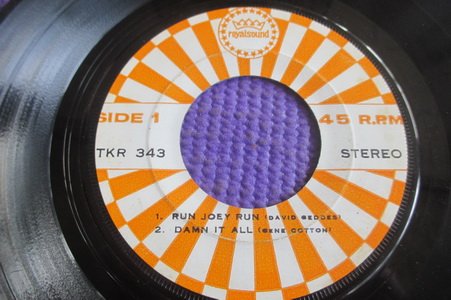 royalsound
SIDE 1
45 R.P.M
TKR 343
STEREO
1. RUN JOEY RUN (DAVID GEDDES)
2. DAMN IT ALL (GENE COTTON)